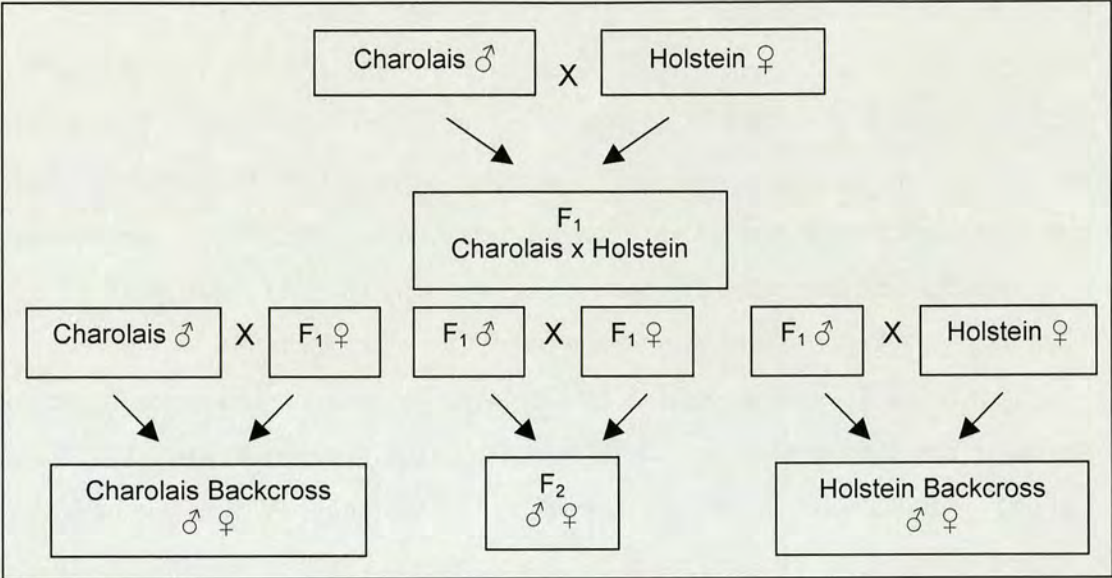 Charolais ♂ X Holstein ♀
F₁
Charolais x Holstein
Charolais ♂ X F₁ ♀ F₁ ♂ X F₁ ♀ F₁ ♂ X Holstein ♀
Charolais Backcross
♂ ♀
F₂
♂ ♀
Holstein Backcross
♂ ♀